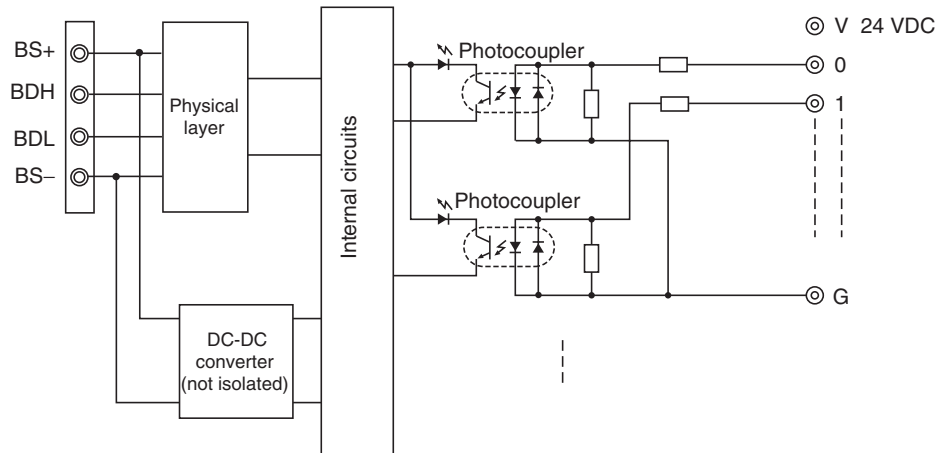 BS+
BDH
BDL
BS−
Physical
layer
DC-DC
converter
(not isolated)
Internal circuits
Photocoupler
Photocoupler
V 24 VDC
0
1
G